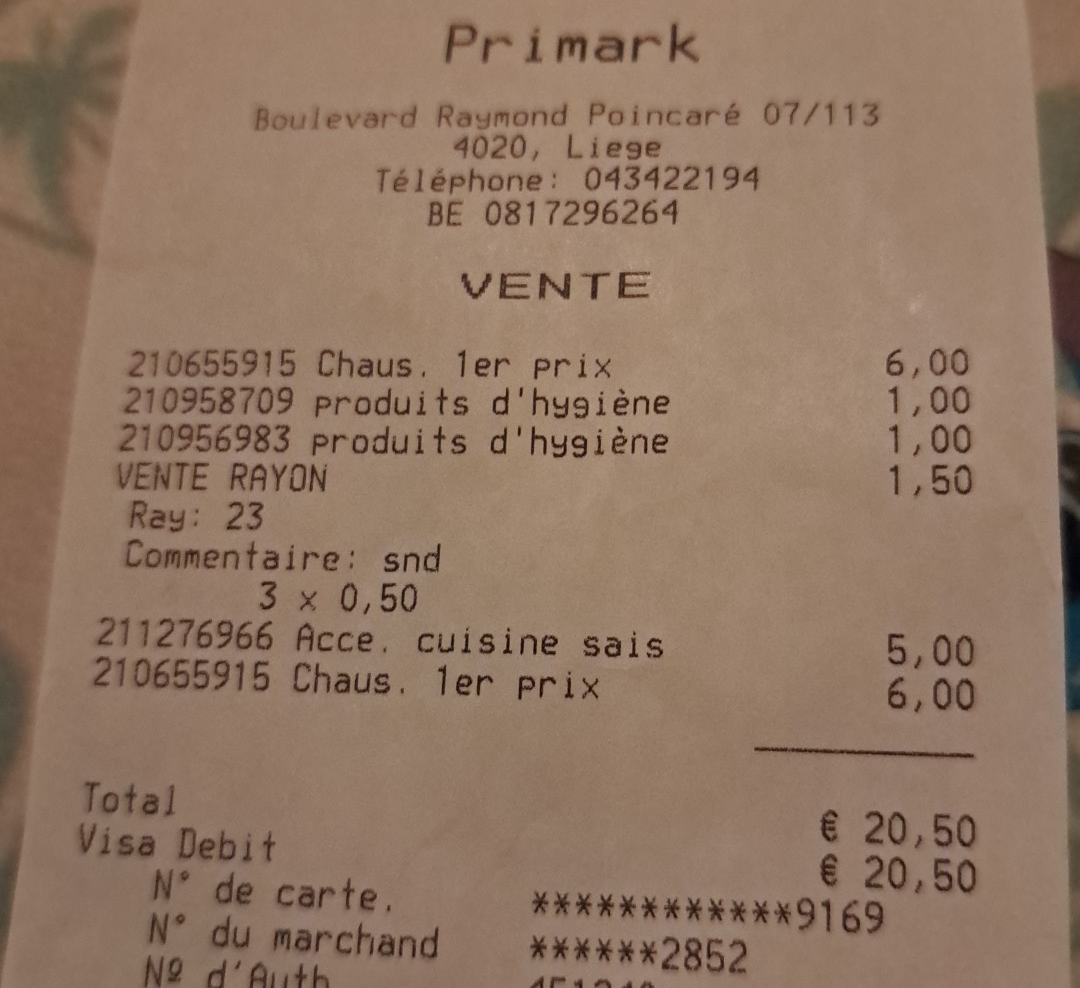 Primark
Boulevard Raymond Poincaré 07/113
4020, Liege
Téléphone: 043422194
BE 0817296264
VENTE
210655915 Chaus. 1er prix 6,00
210958709 produits d'hygiène 1,00
210956983 produits d'hygiène 1,00
VENTE RAYON 1,50
Ray: 23
Commentaire: snd
3 x 0,50
211276966 Acce. cuisine sais 5,00
210655915 Chaus. 1er prix 6,00
Total € 20,50
Visa Debit € 20,50
N° de carte. ************9169
N° du marchand ******2852
Nº d'Auth